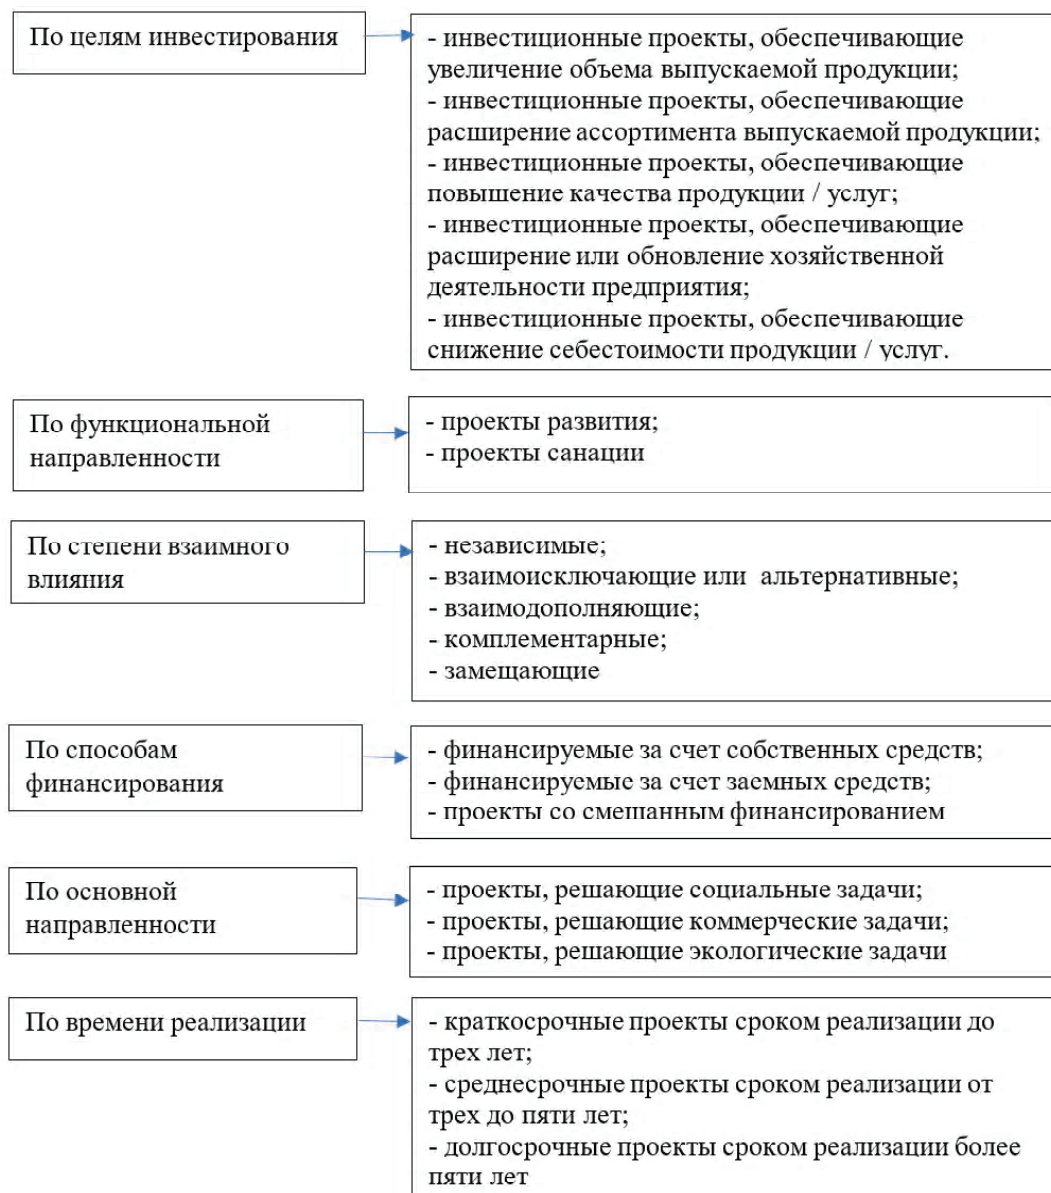 По целям инвестирования
- инвестиционные проекты, обеспечивающие
увеличение объема выпускаемой продукции;
- инвестиционные проекты, обеспечивающие
расширение ассортимента выпускаемой продукции;
- инвестиционные проекты, обеспечивающие
повышение качества продукции / услуг;
- инвестиционные проекты, обеспечивающие
расширение или обновление хозяйственной
деятельности предприятия;
- инвестиционные проекты, обеспечивающие
снижение себестоимости продукции / услуг.
По функциональной
направленности
- проекты развития;
- проекты санации
По степени взаимного
влияния
- независимые;
- взаимоисключающие или альтернативные;
- взаимодополняющие;
- комплементарные;
- замещающие
По способам
финансирования
- финансируемые за счет собственных средств;
- финансируемые за счет заемных средств;
- проекты со смешанным финансированием
По основной
направленности
- проекты, решающие социальные задачи;
- проекты, решающие коммерческие задачи;
- проекты, решающие экологические задачи
По времени реализации
- краткосрочные проекты сроком реализации до
трех лет;
- среднесрочные проекты сроком реализации от
трех до пяти лет;
- долгосрочные проекты сроком реализации более
пяти лет